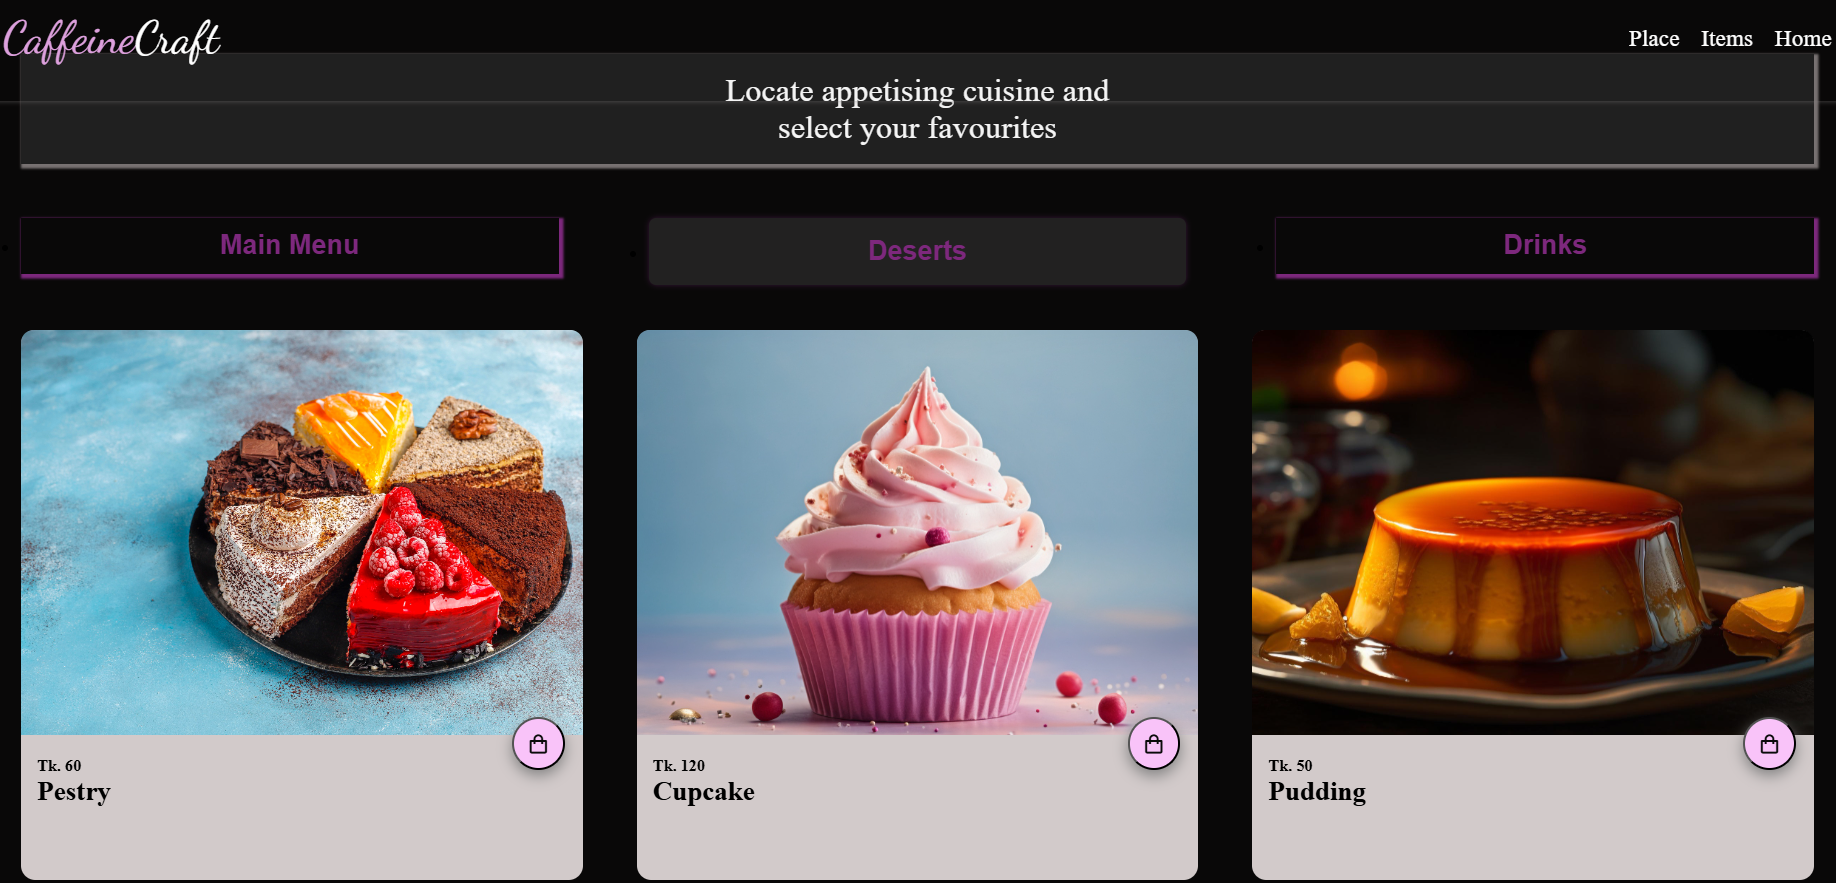 CaffeineCraft
Place Items Home
Locate appetising cuisine and
select your favourites
Main Menu
Deserts
Drinks
Tk. 60
Pestry
Tk. 120
Cupcake
Tk. 50
Pudding